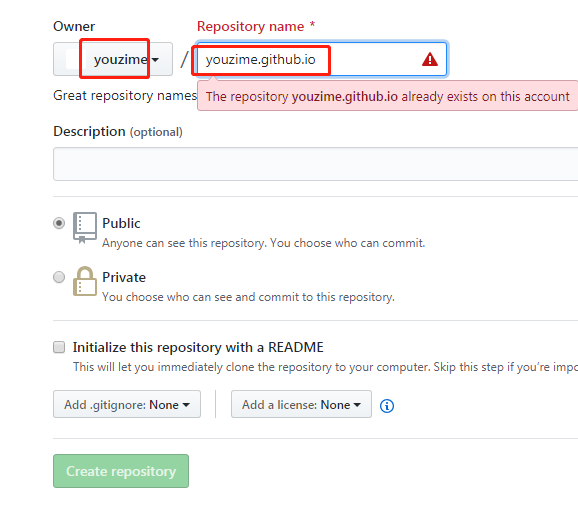 Owner Repository name *
youzime / youzime.github.io
Great repository names
The repository youzime.github.io already exists on this account
Description (optional)
Public
Anyone can see this repository. You choose who can commit.
Private
You choose who can see and commit to this repository.
Initialize this repository with a README
This will let you immediately clone the repository to your computer. Skip this step if you're
Add .gitignore: None Add a license: None
Create repository